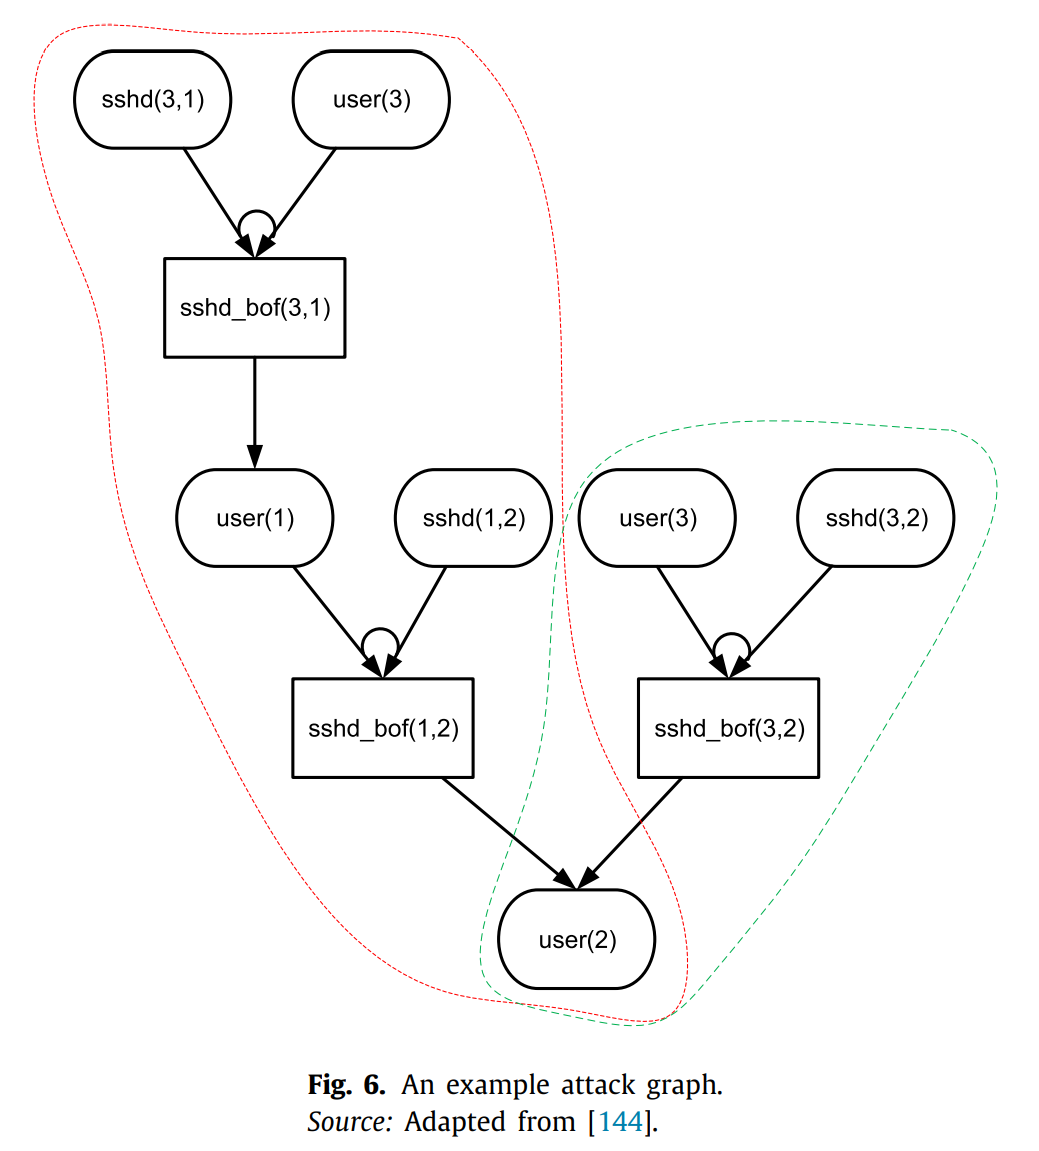 sshd(3,1)
user(3)
sshd_bof(3,1)
user(1)
sshd(1,2)
user(3)
sshd(3,2)
sshd_bof(1,2)
sshd_bof(3,2)
user(2)
Fig. 6. An example attack graph.
Source: Adapted from [144].